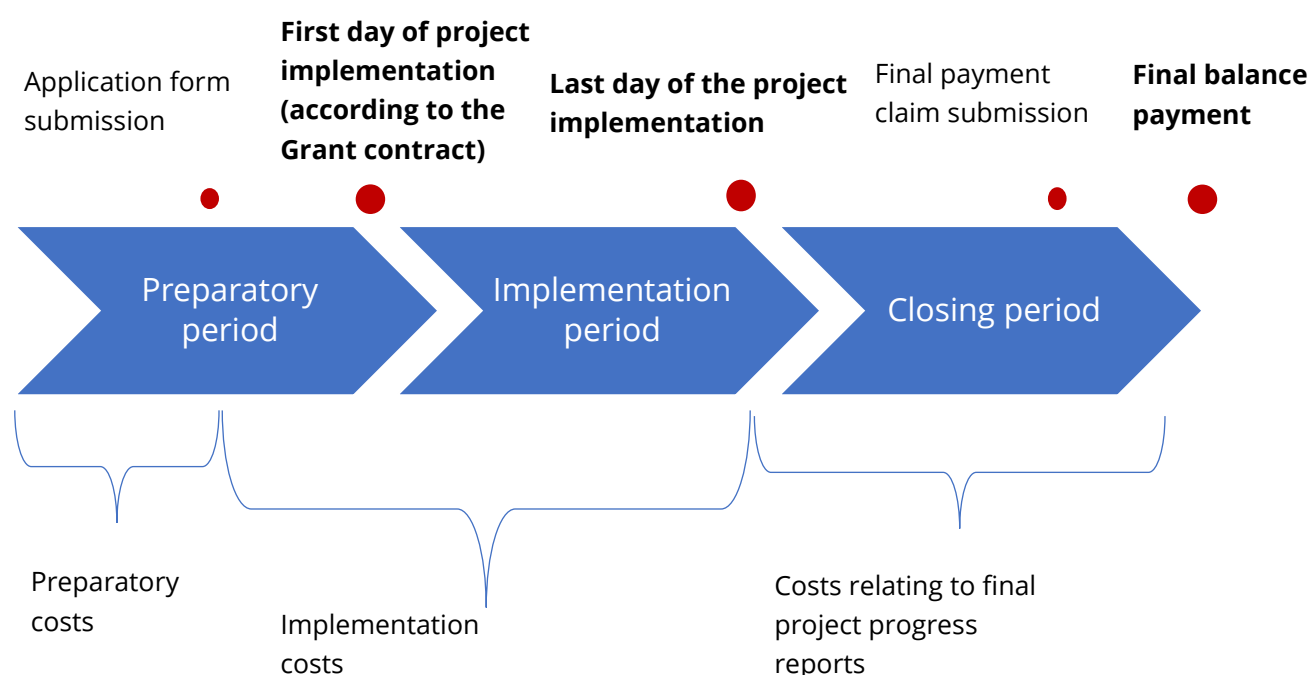 Application form
submission
First day of project
implementation
(according to the
Grant contract)
Last day of the project
implementation
Final payment
claim submission
Final balance
payment
Preparatory
period
Implementation
period
Closing period
Preparatory
costs
Implementation
costs
Costs relating to final
project progress
reports